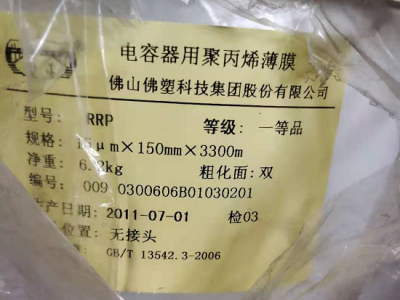 电容器用聚丙烯薄膜
佛山佛塑科技集团股份有限公司
型号: RRP 等级: 一等品
规格: 15μm×150mm×3300m
净重: 6.2kg 粗化面: 双
编号: 009 0300606B01030201
生产日期: 2011-07-01 检03
位置: 无接头
GB/T 13542.3-2006